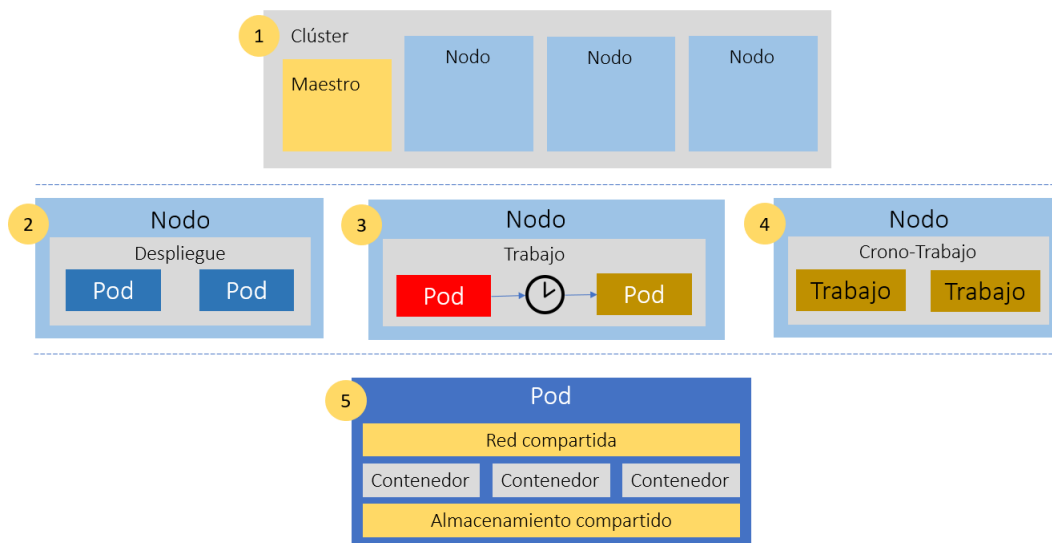 1
Clúster
Maestro
Nodo
Nodo
Nodo
2
Nodo
Despliegue
Pod
Pod
3
Nodo
Trabajo
Pod
Pod
4
Nodo
Crono-Trabajo
Trabajo
Trabajo
5
Pod
Red compartida
Contenedor
Contenedor
Contenedor
Almacenamiento compartido